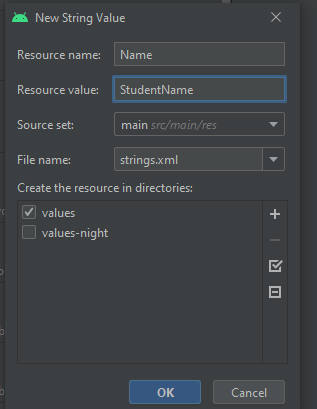 New String Value
Resource name: Name
Resource value: StudentName
Source set: main src/main/res
File name: strings.xml
Create the resource in directories:
values
values-night
OK Cancel